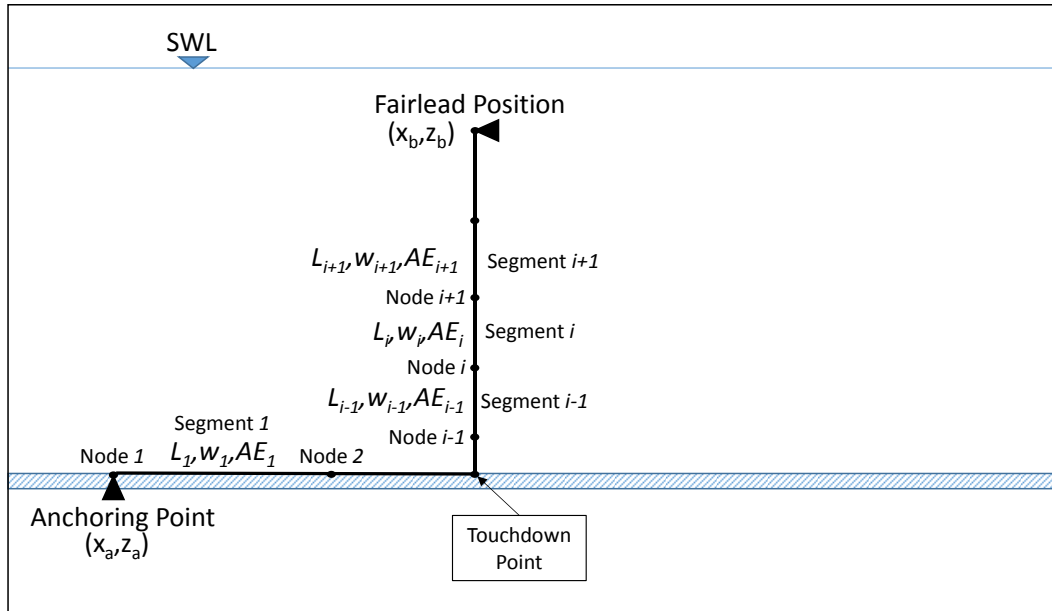 SWL
Fairlead Position
(x_b,z_b)
L_{i+1},w_{i+1},AE_{i+1} Segment i+1
Node i+1
L_i,w_i,AE_i Segment i
Node i
L_{i-1},w_{i-1},AE_{i-1} Segment i-1
Node i-1
Segment 1
Node 1 L_1,w_1,AE_1 Node 2
Anchoring Point
(x_a,z_a)
Touchdown
Point